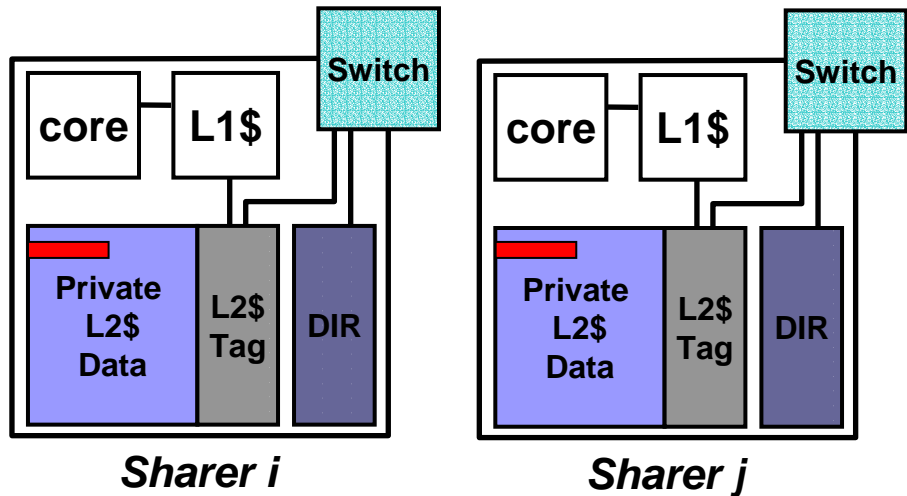 Switch
core
L1$
Private
L2$
Data
L2$
Tag
DIR
Sharer i
Switch
core
L1$
Private
L2$
Data
L2$
Tag
DIR
Sharer j